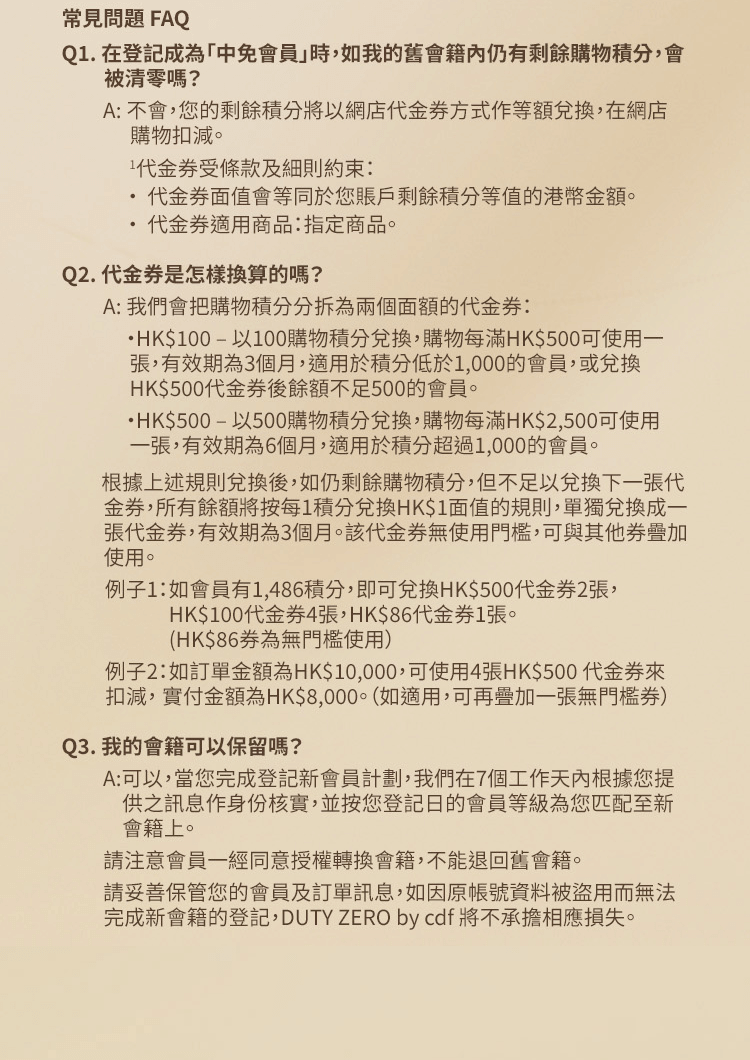 常見問題 FAQ
Q1. 在登記成為「中免會員」時，如我的舊會籍內仍有剩餘購物積分，會
被清零嗎？
A: 不會，您的剩餘積分將以網店代金券方式作等額兌換，在網店
購物扣減。
¹代金券受條款及細則約束：
• 代金券面值會等同於您賬戶剩餘積分等值的港幣金額。
• 代金券適用商品：指定商品。
Q2. 代金券是怎樣換算的嗎？
A: 我們會把購物積分分拆為兩個面額的代金券：
•HK$100 – 以100購物積分兌換，購物每滿HK$500可使用一
張，有效期為3個月，適用於積分低於1,000的會員，或兌換
HK$500代金券後餘額不足500的會員。
•HK$500 – 以500購物積分兌換，購物每滿HK$2,500可使用
一張，有效期為6個月，適用於積分超過1,000的會員。
根據上述規則兌換後，如仍剩餘購物積分，但不足以兌換下一張代
金券，所有餘額將按每1積分兌換HK$1面值的規則，單獨兌換成一
張代金券，有效期為3個月。該代金券無使用門檻，可與其他券疊加
使用。
例子1：如會員有1,486積分，即可兌換HK$500代金券2張，
HK$100代金券4張，HK$86代金券1張。
(HK$86券為無門檻使用）
例子2：如訂單金額為HK$10,000，可使用4張HK$500 代金券來
扣減，實付金額為HK$8,000。（如適用，可再疊加一張無門檻券）
Q3. 我的會籍可以保留嗎？
A:可以，當您完成登記新會員計劃，我們在7個工作天內根據您提
供之訊息作身份核實，並按您登記日的會員等級為您匹配至新
會籍上。
請注意會員一經同意授權轉換會籍，不能退回舊會籍。
請妥善保管您的會員及訂單訊息，如因原帳號資料被盜用而無法
完成新會籍的登記，DUTY ZERO by cdf 將不承擔相應損失。